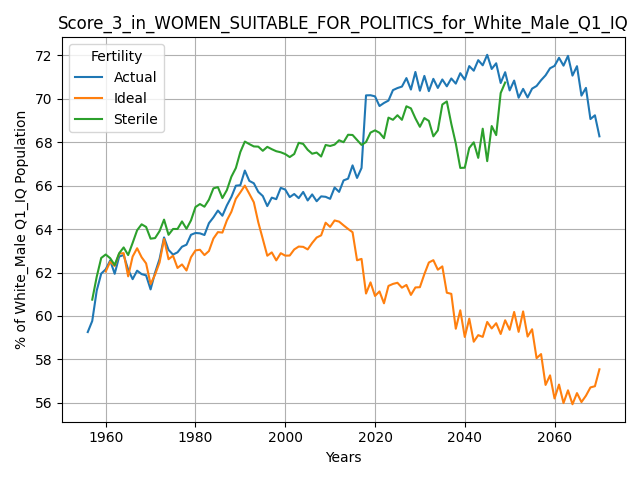 Score_3_in_WOMEN_SUITABLE_FOR_POLITICS_for_White_Male_Q1_IQ
Fertility
Actual
Ideal
Sterile
% of White_Male Q1_IQ Population
72
70
68
66
64
62
60
58
56
1960
1980
2000
2020
2040
2060
Years